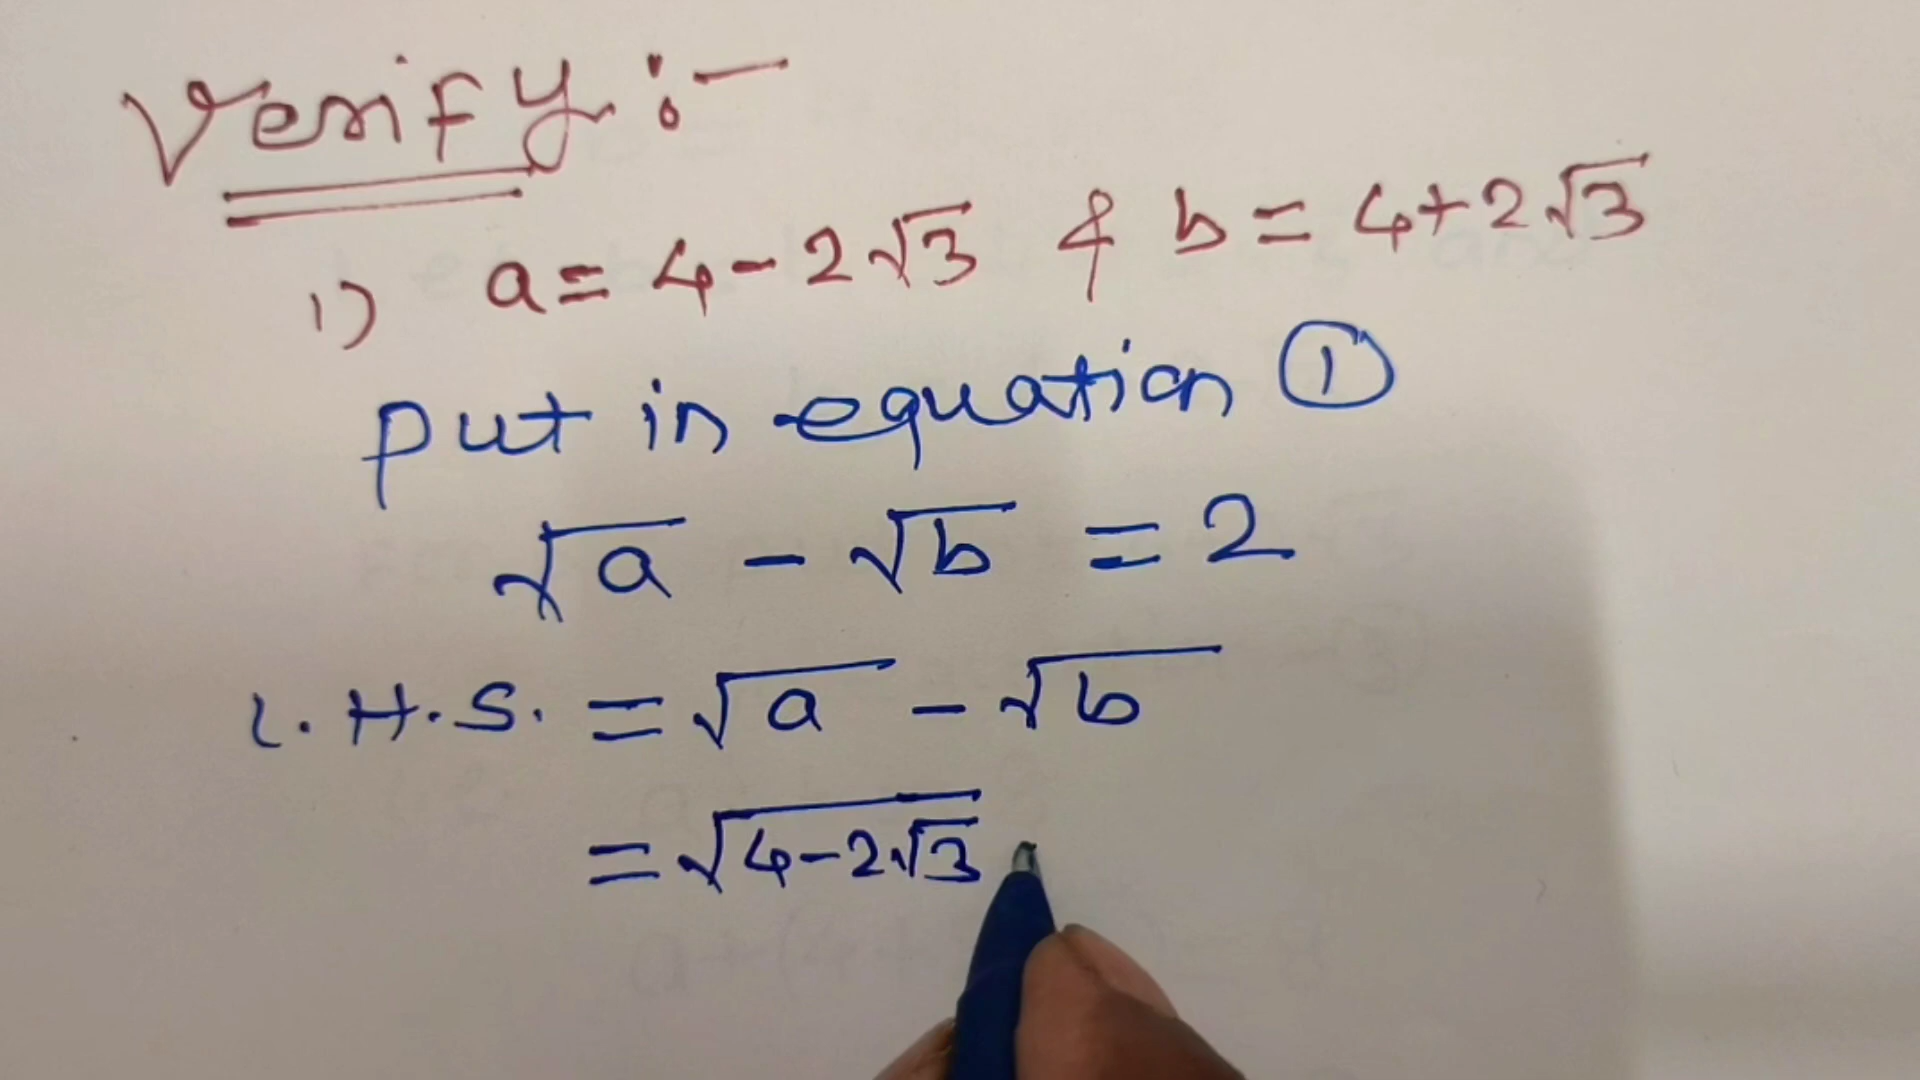 Verify :-
1) a = 4 - 2√3 & b = 4 + 2√3
put in equation ①
√a - √b = 2
L.H.S. = √a - √b
= √(4-2√3)